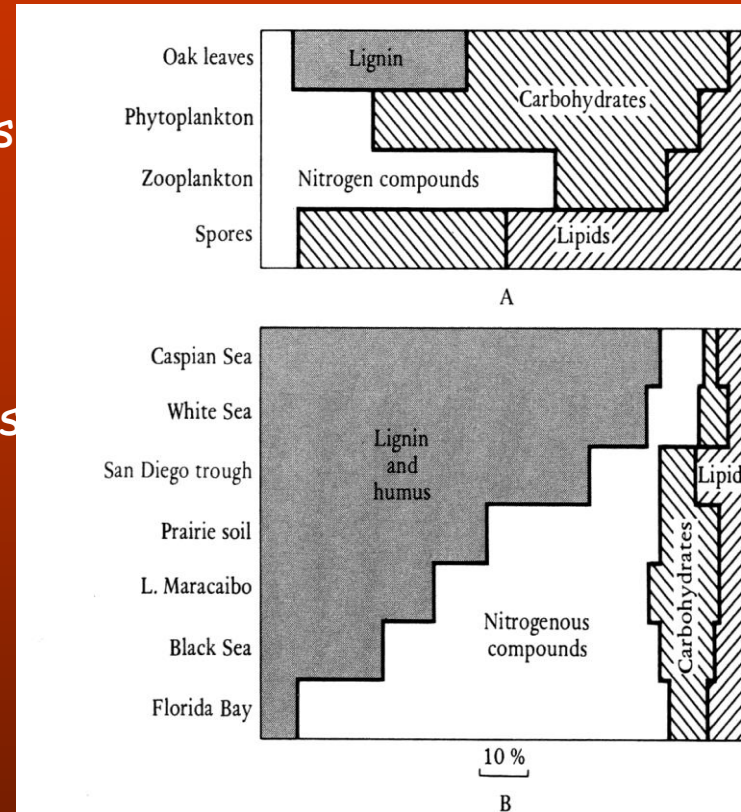 s
s
Oak leaves
Lignin
Carbohydrates
Phytoplankton
Zooplankton
Nitrogen compounds
Spores
Lipids
A
Caspian Sea
White Sea
Lignin
and
humus
San Diego trough
Lipid
Prairie soil
Carbohydrates
L. Maracaibo
Nitrogenous
compounds
Black Sea
Florida Bay
10 %
B